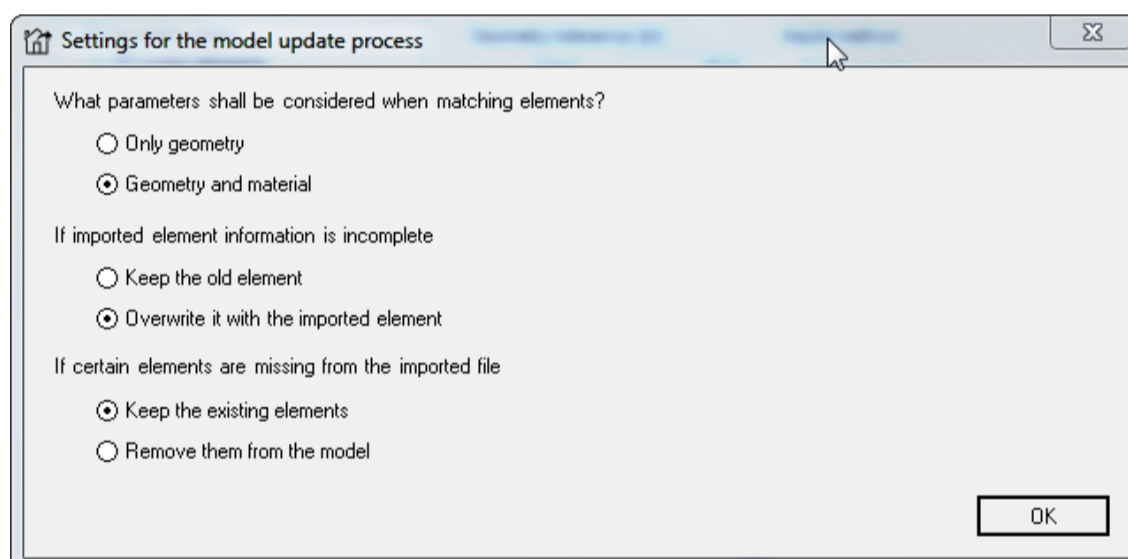 Settings for the model update process
What parameters shall be considered when matching elements?
Only geometry
Geometry and material
If imported element information is incomplete
Keep the old element
Overwrite it with the imported element
If certain elements are missing from the imported file
Keep the existing elements
Remove them from the model
OK